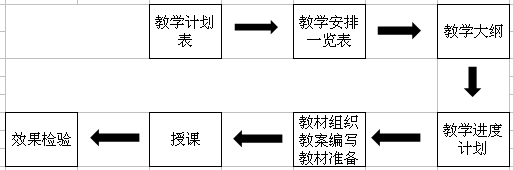 教学计划
表
教学安排
一览表
教学大纲
教学进度
计划
教材组织
教案编写
教材准备
授课
效果检验